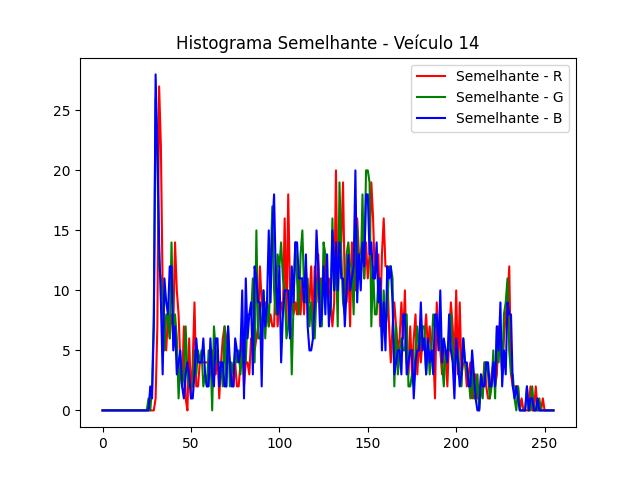 Histograma Semelhante - Veículo 14
Semelhante - R
Semelhante - G
Semelhante - B
25
20
15
10
5
0
0 50 100 150 200 250